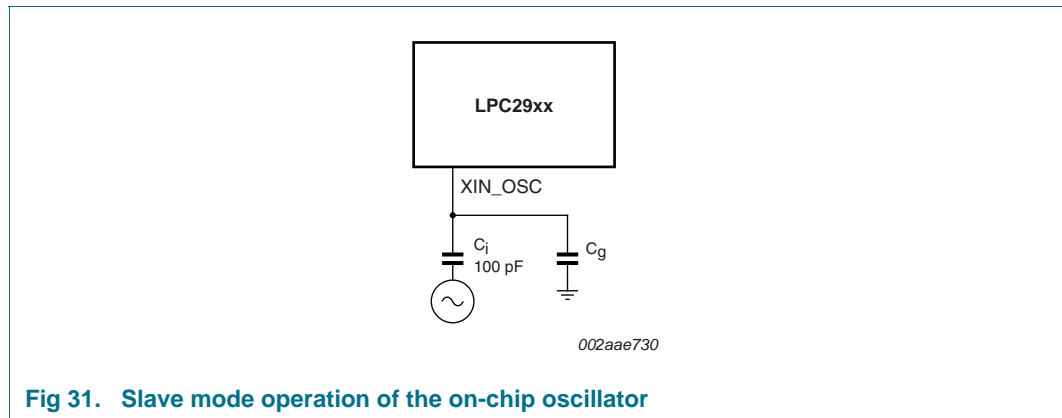 LPC29xx
XIN_OSC
Ci
100 pF
Cg
002aae730
Fig 31. Slave mode operation of the on-chip oscillator